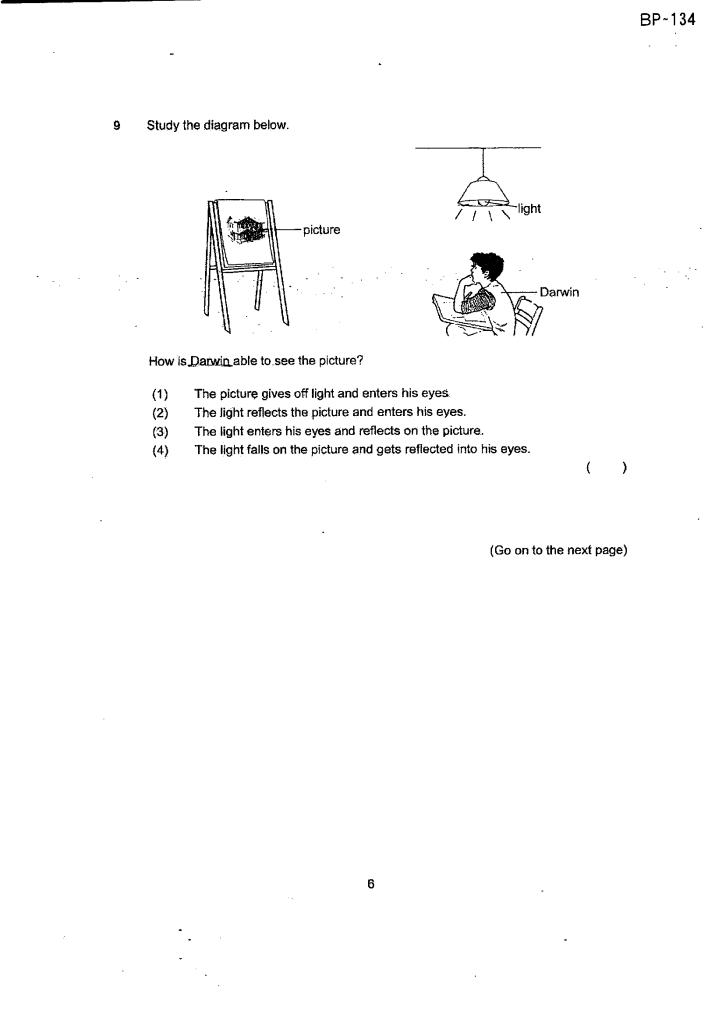 BP-134
9 Study the diagram below.
light
picture
Darwin
How is Darwin able to see the picture?
(1) The picture gives off light and enters his eyes.
(2) The light reflects the picture and enters his eyes.
(3) The light enters his eyes and reflects on the picture.
(4) The light falls on the picture and gets reflected into his eyes.
( )
(Go on to the next page)
6